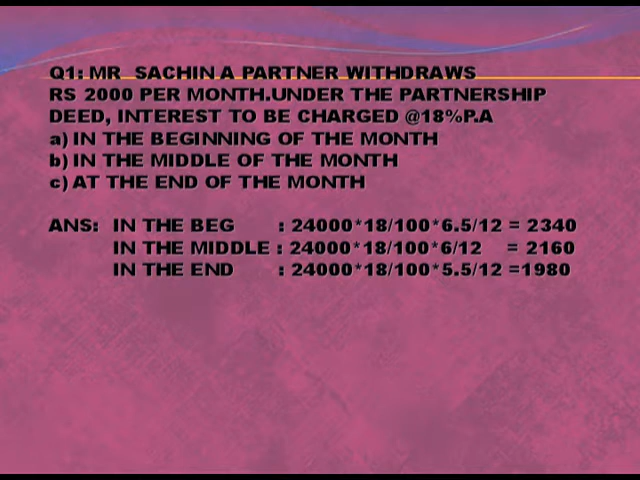 Q1: MR  SACHIN A PARTNER WITHDRAWS
RS 2000 PER MONTH.UNDER THE PARTNERSHIP
DEED, INTEREST TO BE CHARGED @18%P.A
a) IN THE BEGINNING OF THE MONTH
b) IN THE MIDDLE OF THE MONTH
c) AT THE END OF THE MONTH
ANS:  IN THE BEG       : 24000*18/100*6.5/12 = 2340
IN THE MIDDLE : 24000*18/100*6/12    = 2160
IN THE END       : 24000*18/100*5.5/12 =1980